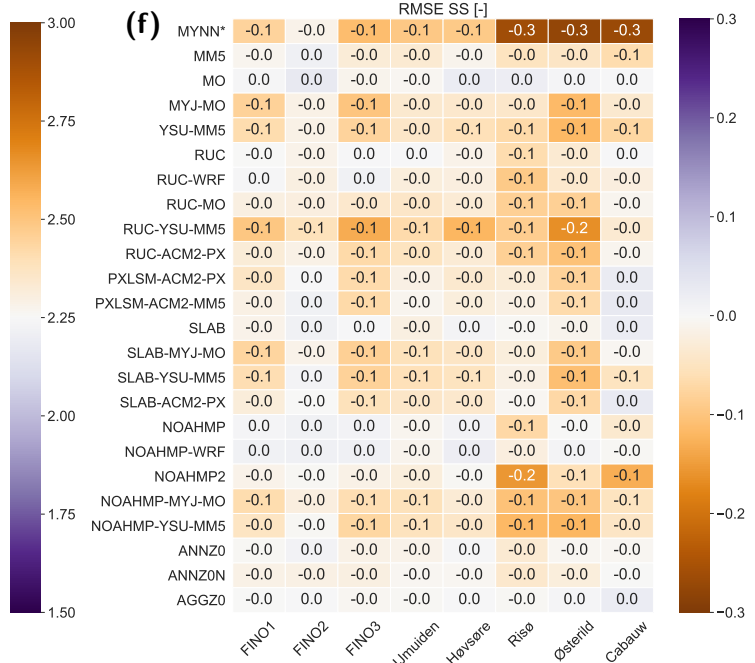 (f)
RMSE SS [-]
3.00
2.75
2.50
2.25
2.00
1.75
1.50
MYNN* -0.1 -0.0 -0.1 -0.1 -0.1 -0.3 -0.3 -0.3
MM5 -0.0 0.0 -0.0 -0.0 -0.0 -0.0 -0.0 -0.1
MO 0.0 0.0 -0.0 -0.0 0.0 0.0 0.0 0.0
MYJ-MO -0.1 -0.0 -0.1 -0.0 -0.0 -0.0 -0.1 -0.0
YSU-MM5 -0.1 -0.0 -0.1 -0.0 -0.1 -0.1 -0.1 -0.1
RUC -0.0 -0.0 0.0 0.0 -0.0 -0.1 -0.0 0.0
RUC-WRF 0.0 -0.0 0.0 -0.0 -0.0 -0.1 -0.0 -0.0
RUC-MO -0.0 -0.0 -0.0 -0.0 -0.0 -0.1 -0.1 -0.0
RUC-YSU-MM5 -0.1 -0.1 -0.1 -0.1 -0.1 -0.1 -0.2 -0.0
RUC-ACM2-PX -0.0 -0.0 -0.1 -0.0 -0.0 -0.1 -0.1 -0.0
PXLSM-ACM2-PX -0.0 0.0 -0.1 -0.0 -0.0 -0.0 -0.1 0.0
PXLSM-ACM2-MM5 -0.0 0.0 -0.1 -0.0 -0.0 -0.0 -0.1 0.0
SLAB -0.0 0.0 0.0 -0.0 0.0 -0.0 -0.0 0.0
SLAB-MYJ-MO -0.1 -0.0 -0.1 -0.1 -0.0 -0.0 -0.1 -0.0
SLAB-YSU-MM5 -0.1 0.0 -0.1 -0.1 -0.1 -0.0 -0.1 -0.1
SLAB-ACM2-PX -0.0 -0.0 -0.1 -0.0 -0.0 -0.0 -0.1 0.0
NOAHMP 0.0 0.0 0.0 -0.0 0.0 -0.1 -0.0 -0.0
NOAHMP-WRF 0.0 0.0 0.0 -0.0 0.0 -0.0 0.0 -0.0
NOAHMP2 -0.0 -0.0 -0.0 -0.0 -0.0 -0.2 -0.1 -0.1
NOAHMP-MYJ-MO -0.1 -0.0 -0.1 -0.1 -0.0 -0.1 -0.1 -0.1
NOAHMP-YSU-MM5 -0.0 -0.0 -0.1 -0.1 -0.0 -0.1 -0.1 -0.0
ANNZ0 -0.0 0.0 -0.0 -0.0 0.0 -0.0 -0.0 -0.0
ANNZ0N -0.0 -0.0 -0.0 -0.0 -0.0 -0.0 -0.0 -0.0
AGGZ0 -0.0 0.0 -0.0 -0.0 0.0 -0.0 0.0 0.0
FINO1 FINO2 FINO3 IJmuiden Høvsøre Risø Østerild Cabauw
0.3
0.2
0.1
0.0
−0.1
−0.2
−0.3